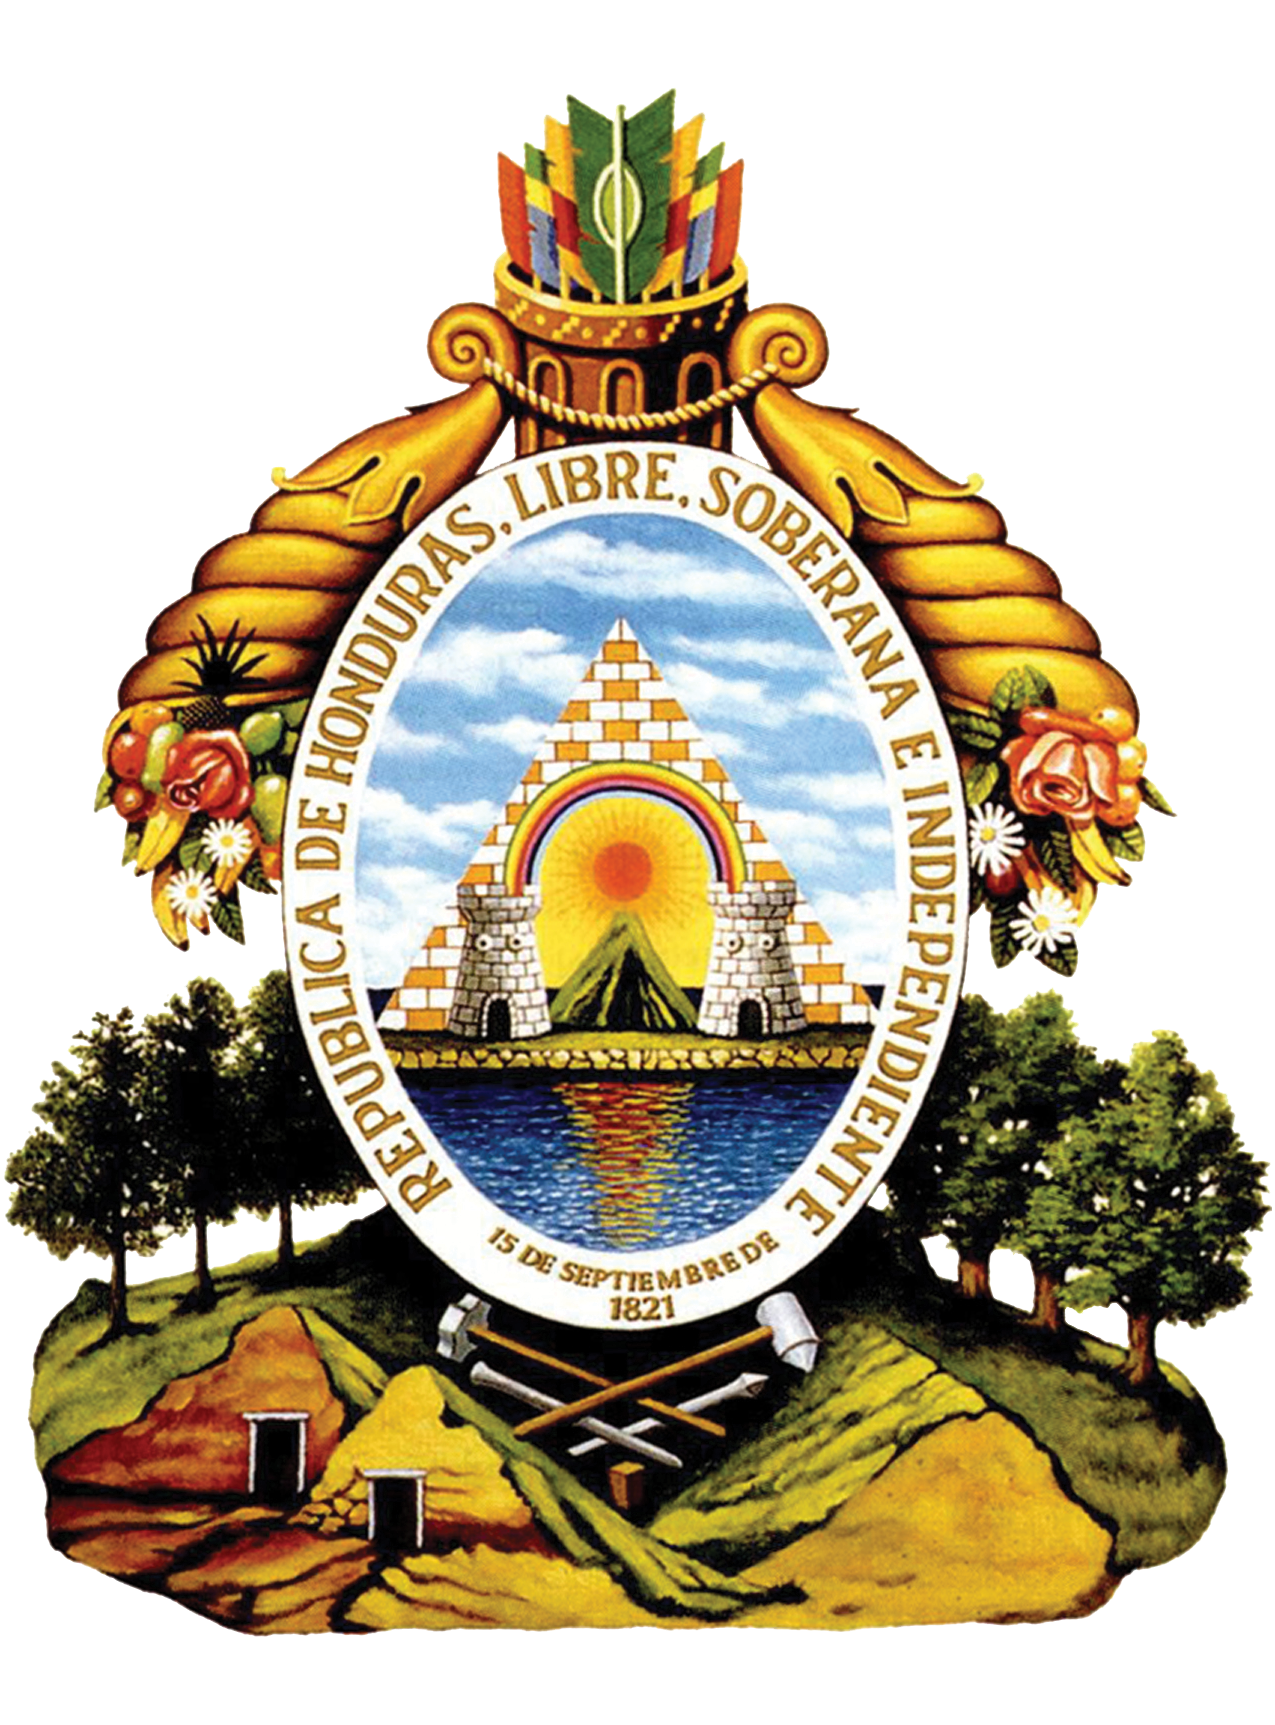 REPUBLICA DE HONDURAS, LIBRE, SOBERANA E INDEPENDIENTE
15 DE SEPTIEMBRE DE
1821